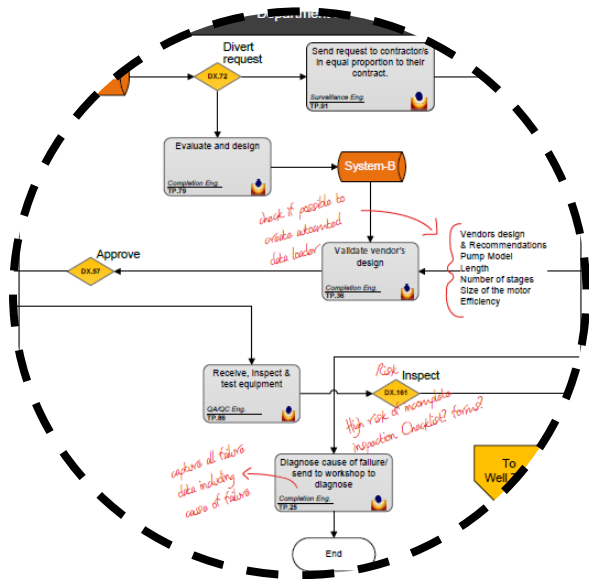 Department
Divert
request
DX.72
Send request to contractor/s
in equal proportion to their
contract.
Surveillance Eng.
TP.91
Evaluate and design
Completion Eng.
TP.79
System-B
check if possible to
create automated
data loader
Vendors design
& Recommendations
Pump Model
Length
Number of stages
Size of the motor
Efficiency
Approve
DX.57
Validate vendor's
design
Completion Eng.
TP.36
Receive, Inspect &
test equipment
QA/QC Eng.
TP.86
Risk
Inspect
DX.161
High risk of incomplete
inspection. Checklist? forms?
capture all failure
data including
cause of failure
Diagnose cause of failure/
send to workshop to
diagnose
Completion Eng.
TP.25
To
Well
End